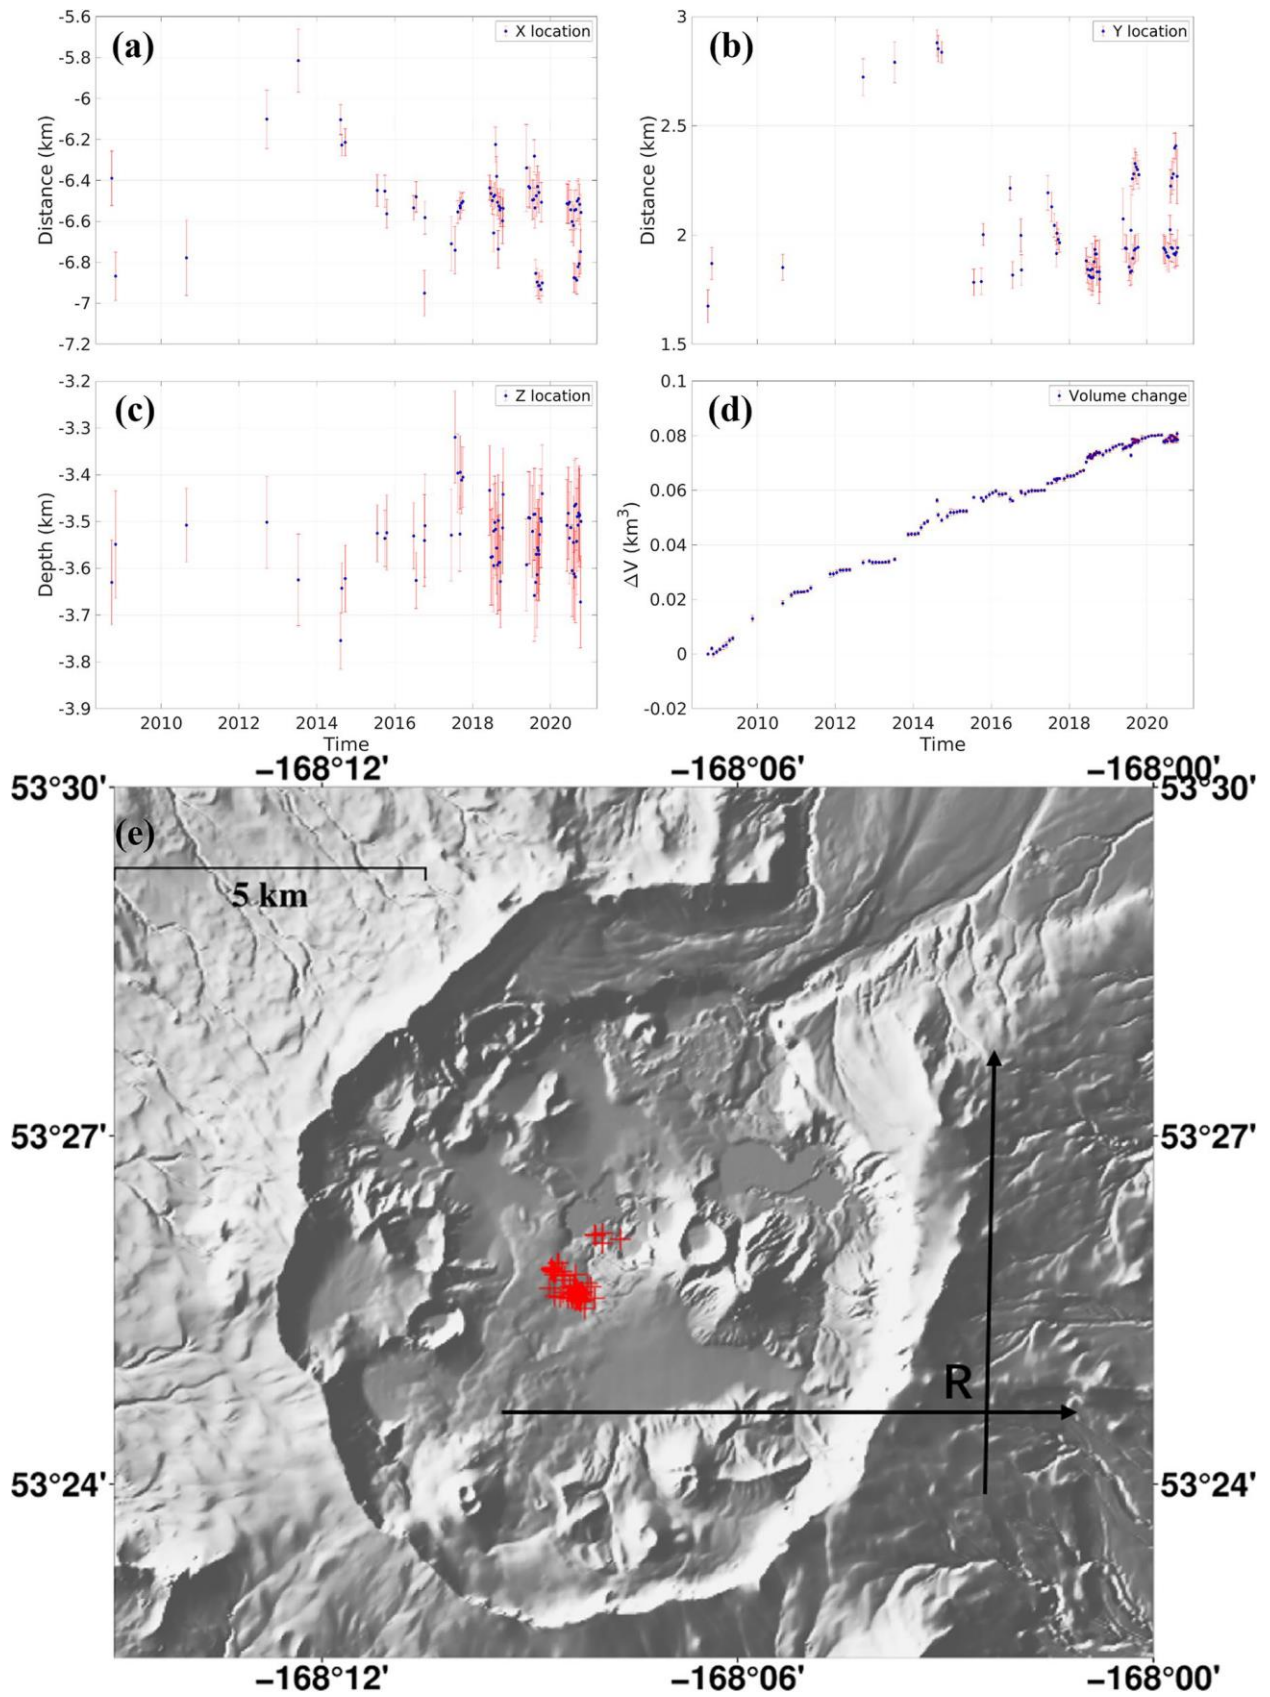 (a)
X location
Distance (km)
-5.6
-5.8
-6
-6.2
-6.4
-6.6
-6.8
-7
-7.2
(b)
Y location
Distance (km)
3
2.5
2
1.5
(c)
Z location
Depth (km)
-3.2
-3.3
-3.4
-3.5
-3.6
-3.7
-3.8
-3.9
2010 2012 2014 2016 2018 2020
Time
(d)
Volume change
ΔV (km³)
0.1
0.08
0.06
0.04
0.02
0
-0.02
2010 2012 2014 2016 2018 2020
Time
−168°12' −168°06' −168°00'
53°30' 53°30'
(e)
5 km
53°27' 53°27'
R
53°24' 53°24'
−168°12' −168°06' −168°00'